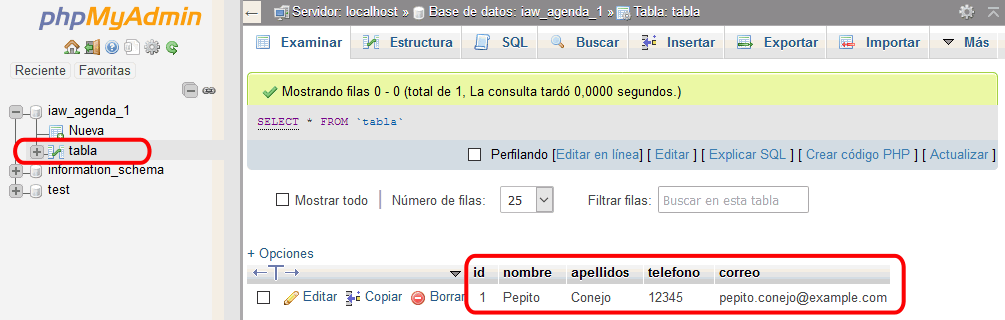 phpMyAdmin
Reciente Favoritas
iaw_agenda_1
Nueva
tabla
information_schema
test
Servidor: localhost » Base de datos: iaw_agenda_1 » Tabla: tabla
Examinar Estructura SQL Buscar Insertar Exportar Importar Más
Mostrando filas 0 - 0 (total de 1, La consulta tardó 0,0000 segundos.)
SELECT * FROM `tabla`
Perfilando [Editar en línea] [ Editar ] [ Explicar SQL ] [ Crear código PHP ] [ Actualizar ]
Mostrar todo Número de filas: 25 Filtrar filas: Buscar en esta tabla
+ Opciones
←T→ id nombre apellidos telefono correo
Editar Copiar Borrar 1 Pepito Conejo 12345 pepito.conejo@example.com